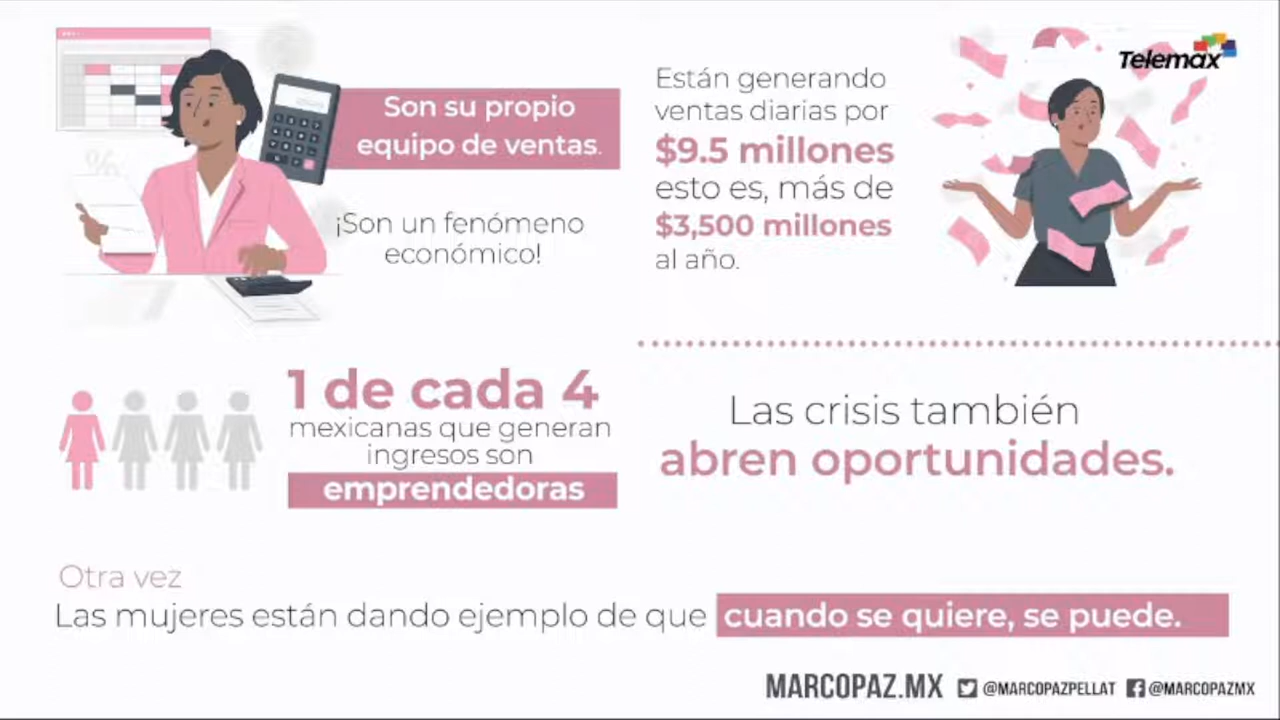 Son su propio
equipo de ventas.
¡Son un fenómeno
económico!
Están generando
ventas diarias por
$9.5 millones
esto es, más de
$3,500 millones
al año.
Telemax
1 de cada 4
mexicanas que generan
ingresos son
emprendedoras
Las crisis también
abren oportunidades.
Otra vez
Las mujeres están dando ejemplo de que cuando se quiere, se puede.
MARCOPAZ.MX @MARCOPAZPELLAT @MARCOPAZMX